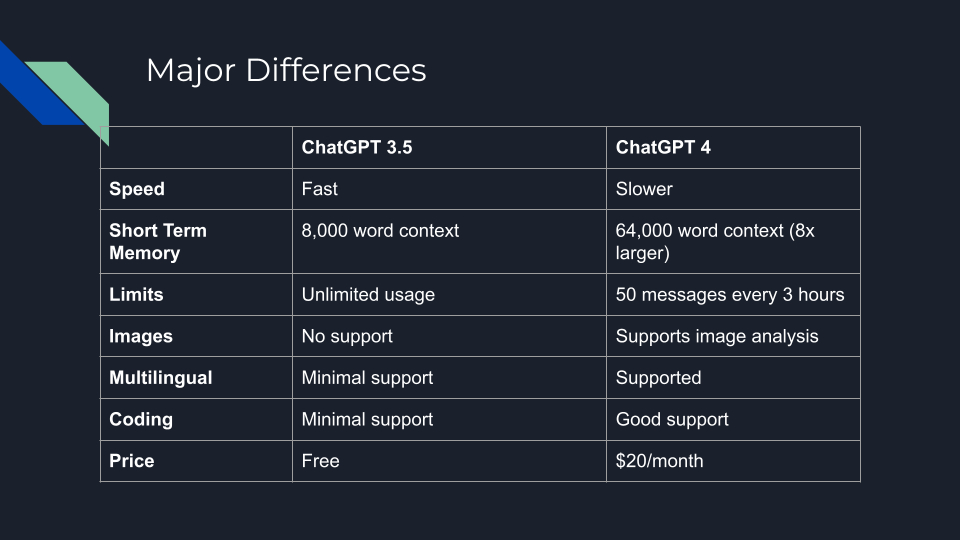 Major Differences
ChatGPT 3.5 ChatGPT 4
Speed Fast Slower
Short Term Memory 8,000 word context 64,000 word context (8x larger)
Limits Unlimited usage 50 messages every 3 hours
Images No support Supports image analysis
Multilingual Minimal support Supported
Coding Minimal support Good support
Price Free $20/month